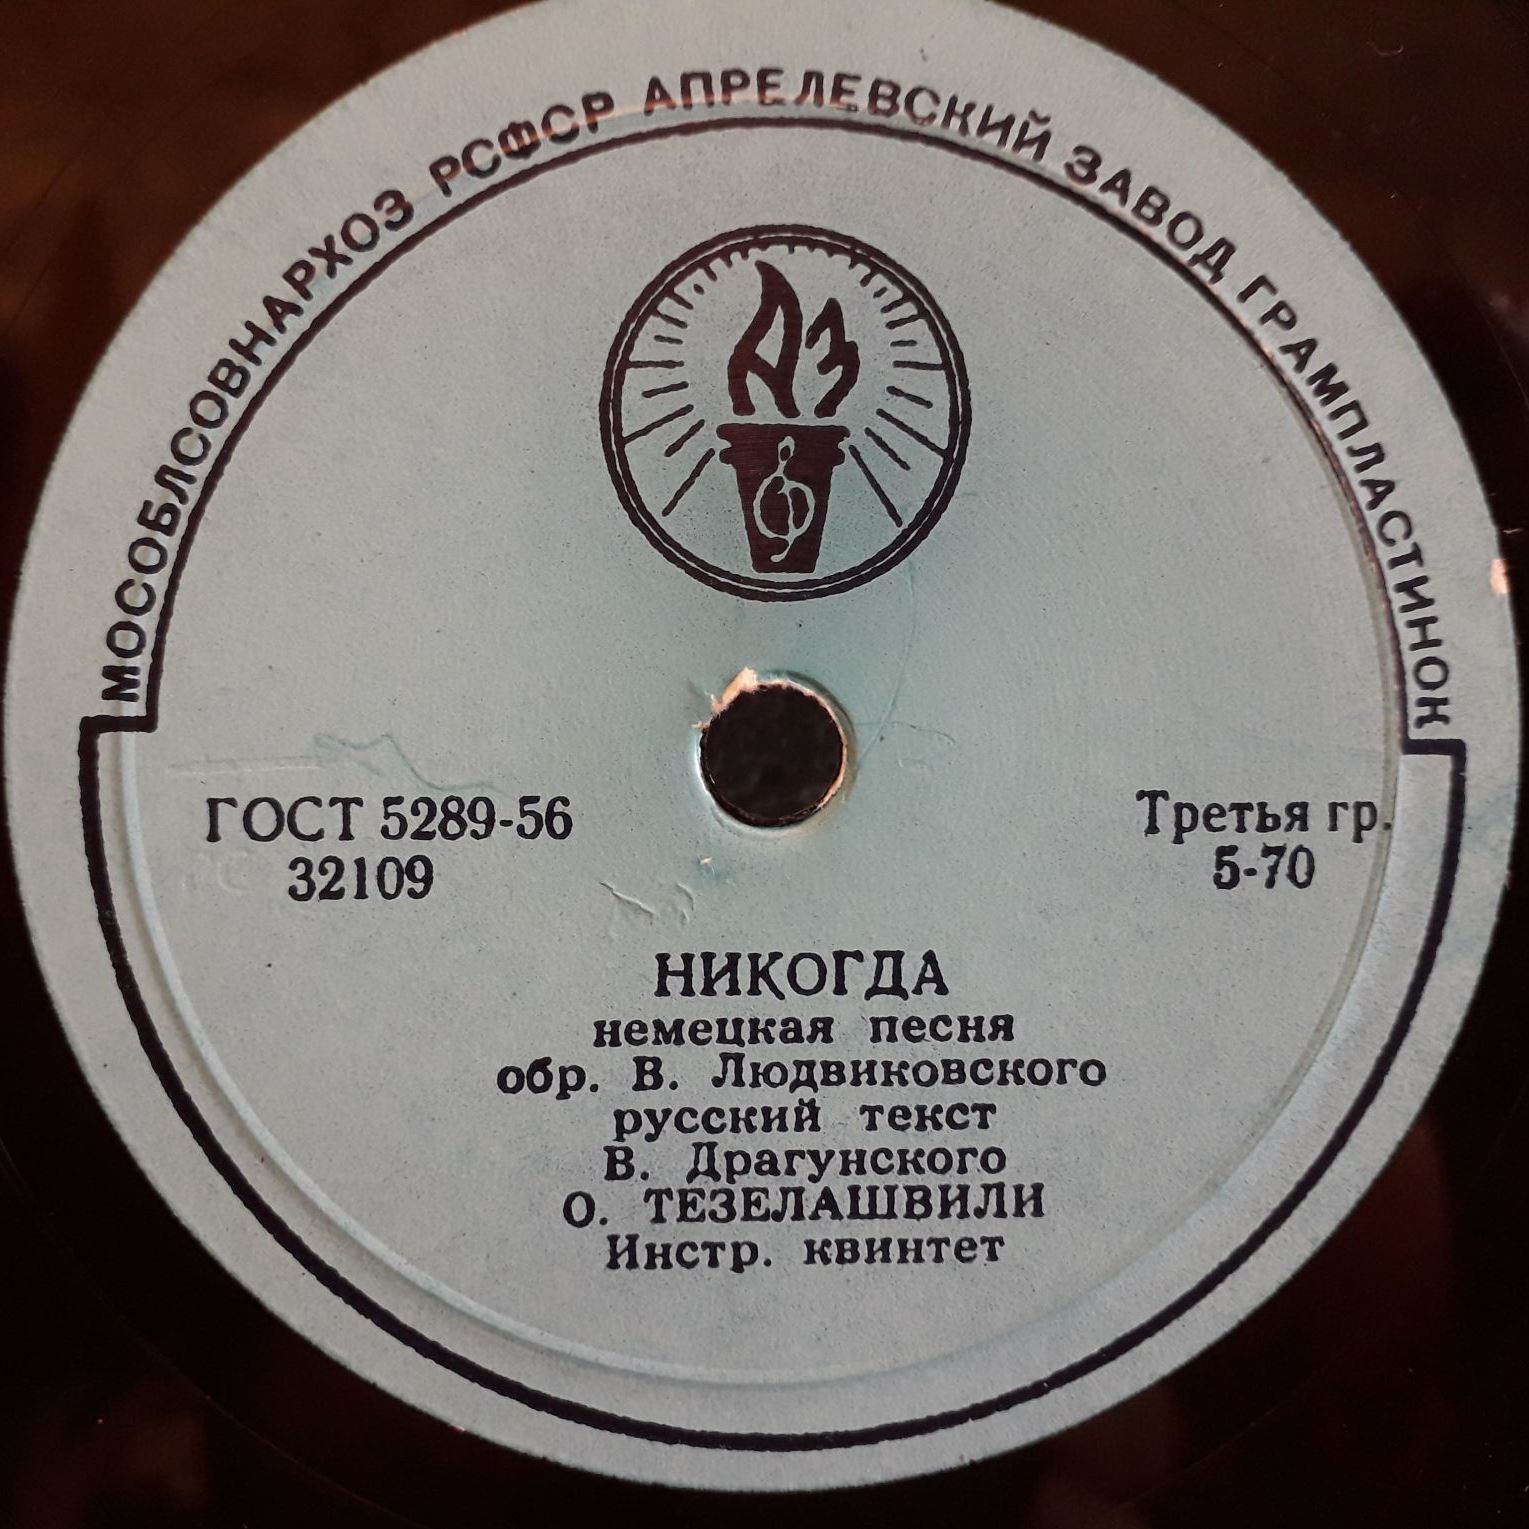 МОСОБЛСОВНАРХОЗ РСФСР АПРЕЛЕВСКИЙ ЗАВОД ГРАМПЛАСТИНОК
АЗ
ГОСТ 5289-56
32109
Третья гр.
5-70
НИКОГДА
немецкая песня
обр. В. Людвиковского
русский текст
В. Драгунского
О. ТЕЗЕЛАШВИЛИ
Инстр. квинтет